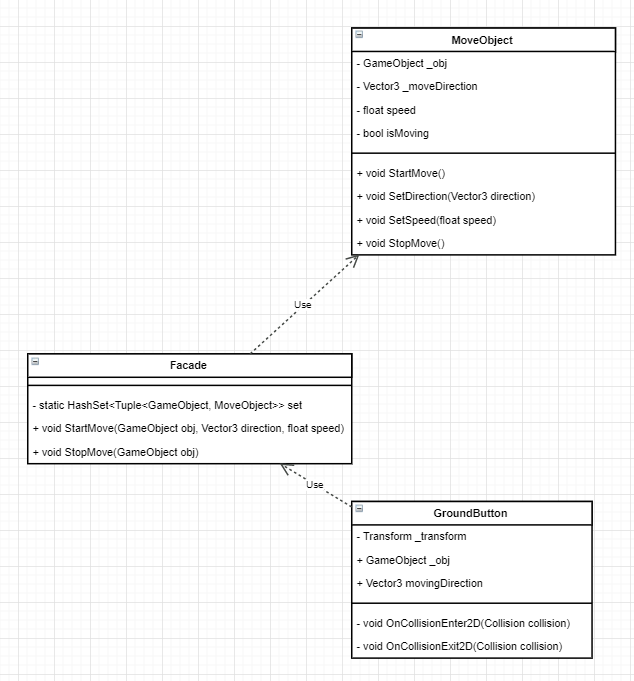 MoveObject
- GameObject _obj
- Vector3 _moveDirection
- float speed
- bool isMoving
+ void StartMove()
+ void SetDirection(Vector3 direction)
+ void SetSpeed(float speed)
+ void StopMove()
Use
Facade
- static HashSet<Tuple<GameObject, MoveObject>> set
+ void StartMove(GameObject obj, Vector3 direction, float speed)
+ void StopMove(GameObject obj)
Use
GroundButton
- Transform _transform
+ GameObject _obj
+ Vector3 movingDirection
- void OnCollisionEnter2D(Collision collision)
- void OnCollisionExit2D(Collision collision)